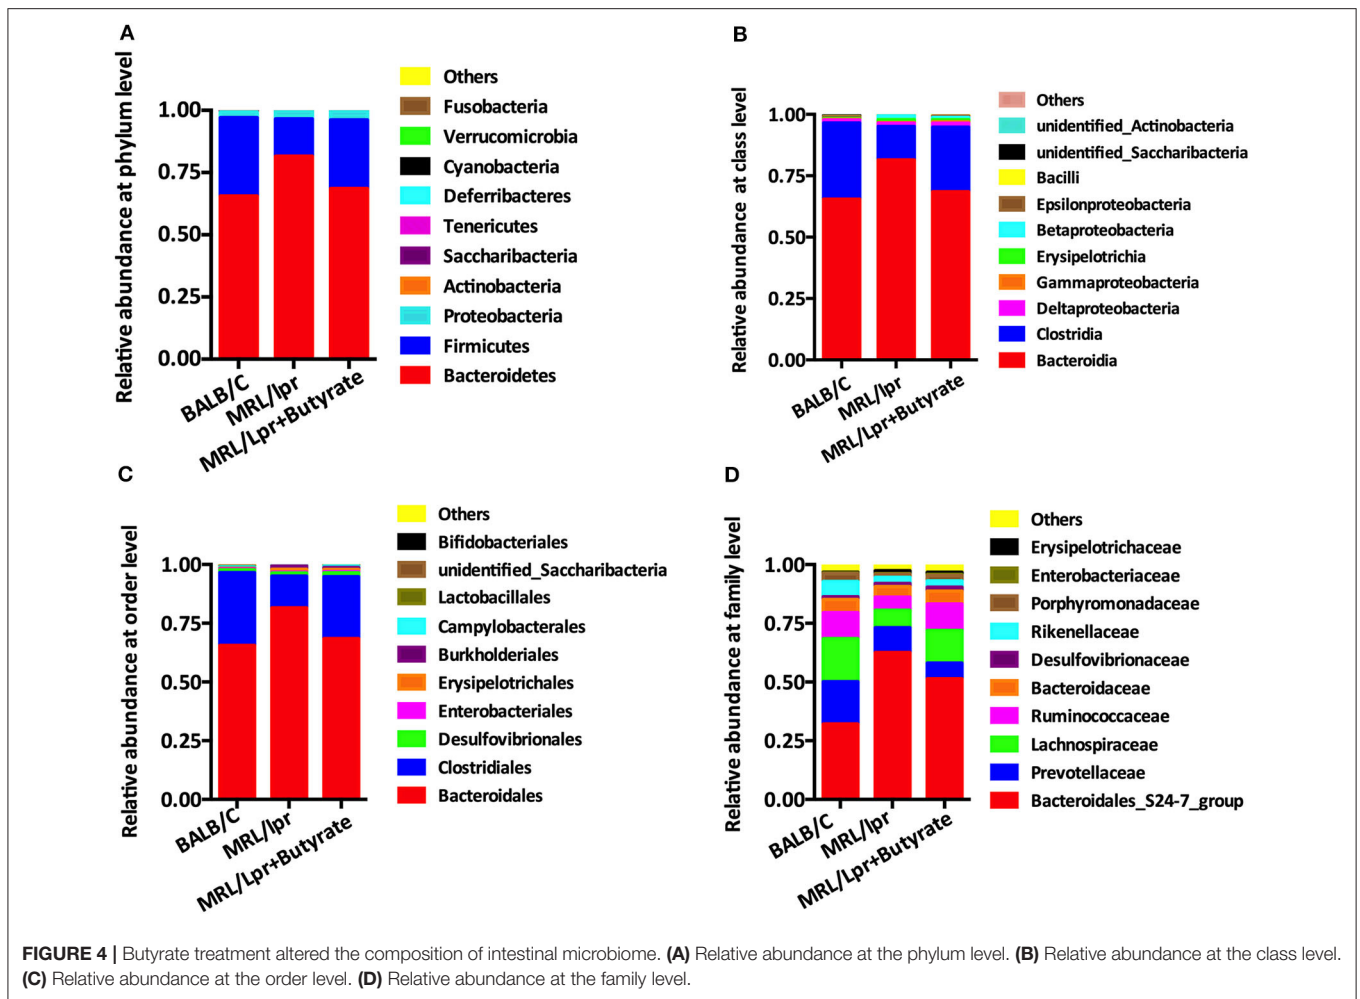 A
Relative abundance at phylum level
1.00
0.75
0.50
0.25
0.00
BALB/C
MRL/lpr
MRL/Lpr+Butyrate
Others
Fusobacteria
Verrucomicrobia
Cyanobacteria
Deferribacteres
Tenericutes
Saccharibacteria
Actinobacteria
Proteobacteria
Firmicutes
Bacteroidetes
B
Relative abundance at class level
1.00
0.75
0.50
0.25
0.00
BALB/C
MRL/lpr
MRL/Lpr+Butyrate
Others
unidentified_Actinobacteria
unidentified_Saccharibacteria
Bacilli
Epsilonproteobacteria
Betaproteobacteria
Erysipelotrichia
Gammaproteobacteria
Deltaproteobacteria
Clostridia
Bacteroidia
C
Relative abundance at order level
1.00
0.75
0.50
0.25
0.00
BALB/C
MRL/lpr
MRL/Lpr+Butyrate
Others
Bifidobacteriales
unidentified_Saccharibacteria
Lactobacillales
Campylobacterales
Burkholderiales
Erysipelotrichales
Enterobacteriales
Desulfovibrionales
Clostridiales
Bacteroidales
D
Relative abundance at family level
1.00
0.75
0.50
0.25
0.00
BALB/C
MRL/lpr
MRL/Lpr+Butyrate
Others
Erysipelotrichaceae
Enterobacteriaceae
Porphyromonadaceae
Rikenellaceae
Desulfovibrionaceae
Bacteroidaceae
Ruminococcaceae
Lachnospiraceae
Prevotellaceae
Bacteroidales_S24-7_group
FIGURE 4 | Butyrate treatment altered the composition of intestinal microbiome. (A) Relative abundance at the phylum level. (B) Relative abundance at the class level.
(C) Relative abundance at the order level. (D) Relative abundance at the family level.